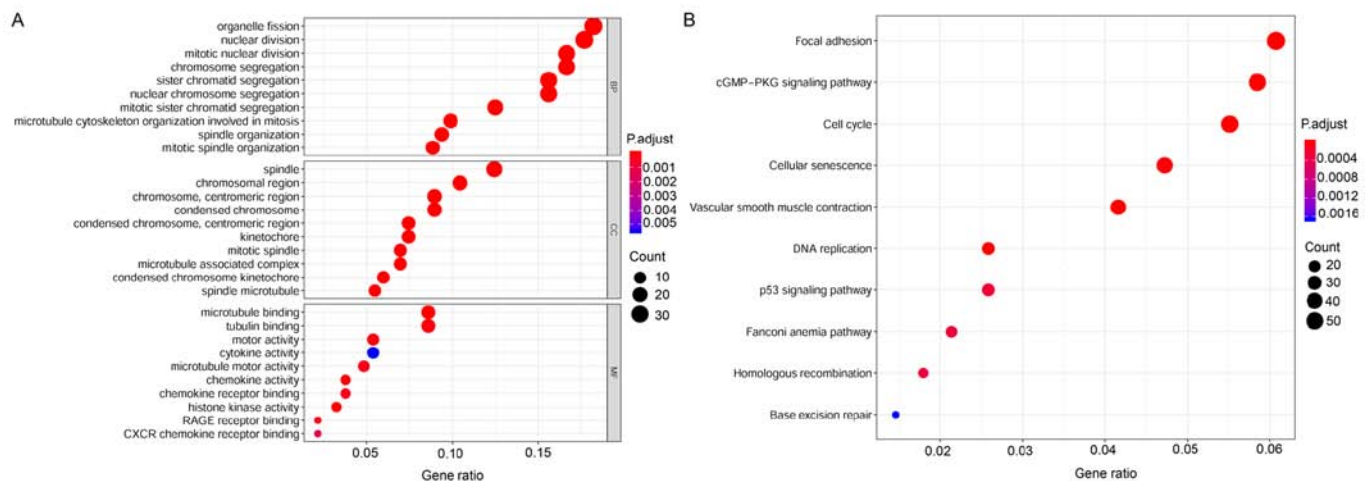 A
organelle fission
nuclear division
mitotic nuclear division
chromosome segregation
sister chromatid segregation
nuclear chromosome segregation
mitotic sister chromatid segregation
microtubule cytoskeleton organization involved in mitosis
spindle organization
mitotic spindle organization
BP
spindle
chromosomal region
chromosome, centromeric region
condensed chromosome
condensed chromosome, centromeric region
kinetochore
mitotic spindle
microtubule associated complex
condensed chromosome kinetochore
spindle microtubule
CC
microtubule binding
tubulin binding
motor activity
cytokine activity
microtubule motor activity
chemokine activity
chemokine receptor binding
histone kinase activity
RAGE receptor binding
CXCR chemokine receptor binding
MF
0.05 0.10 0.15
Gene ratio
P.adjust
0.001
0.002
0.003
0.004
0.005
Count
10
20
30
B
Focal adhesion
cGMP−PKG signaling pathway
Cell cycle
Cellular senescence
Vascular smooth muscle contraction
DNA replication
p53 signaling pathway
Fanconi anemia pathway
Homologous recombination
Base excision repair
0.02 0.03 0.04 0.05 0.06
Gene ratio
P.adjust
0.0004
0.0008
0.0012
0.0016
Count
20
30
40
50